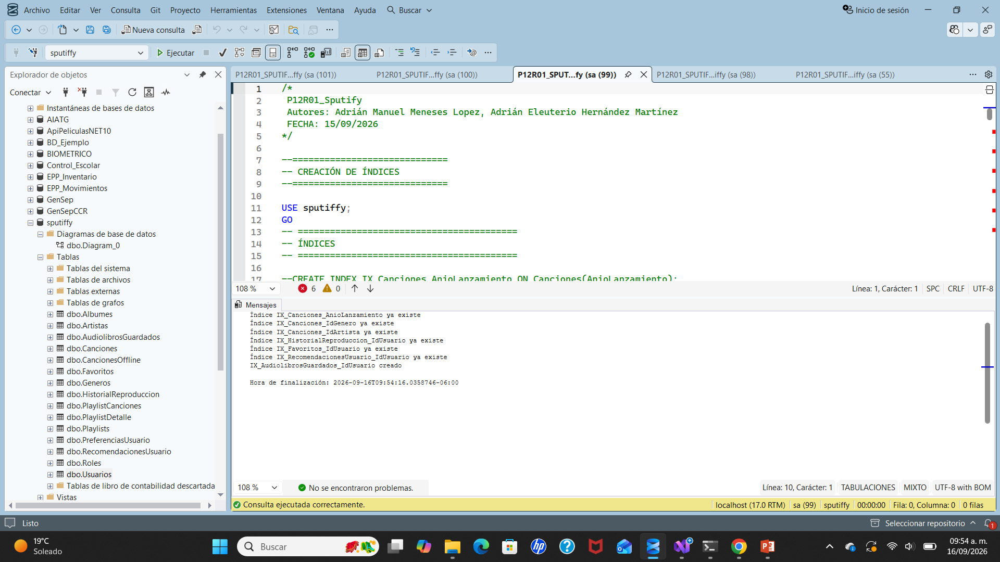 Archivo Editar Ver Consulta Git Proyecto Herramientas Extensiones Ventana Ayuda Buscar Inicio de sesión
Nueva consulta
sputiffy Ejecutar
Explorador de objetos
Conectar
Instantáneas de bases de datos
AIATG
ApiPeliculasNET10
BD_Ejemplo
BIOMETRICO
Control_Escolar
EPP_Inventario
EPP_Movimientos
GenSep
GenSepCCR
sputiffy
Diagramas de base de datos
dbo.Diagram_0
Tablas
Tablas del sistema
Tablas de archivos
Tablas externas
Tablas de grafos
dbo.Albumes
dbo.Artistas
dbo.AudiolibrosGuardados
dbo.Canciones
dbo.CancionesOffline
dbo.Favoritos
dbo.Generos
dbo.HistorialReproduccion
dbo.PlaylistCanciones
dbo.PlaylistDetalle
dbo.Playlists
dbo.PreferenciasUsuario
dbo.RecomendacionesUsuario
dbo.Roles
dbo.Usuarios
Tablas de libro de contabilidad descartada
Vistas
P12R01_SPUTIF...ffy (sa (101)) P12R01_SPUTIF...ffy (sa (100)) P12R01_SPUT...fy (sa (99)) P12R01_SPUTIF...iffy (sa (98)) P12R01_SPUTIF...iffy (sa (55))
1 /*
2 P12R01_Sputify
3 Autores: Adrián Manuel Meneses Lopez, Adrián Eleuterio Hernández Martínez
4 FECHA: 15/09/2026
5 */
6
7 --=============================
8 -- CREACIÓN DE ÍNDICES
9 --=============================
10
11 USE sputiffy;
12 GO
13 -- =========================================
14 -- ÍNDICES
15 -- =========================================
16
17 --CREATE INDEX IX_Canciones_AnioLanzamiento ON Canciones(AnioLanzamiento);
108 % 6 0 Línea: 1, Carácter: 1 SPC CRLF UTF-8
Mensajes
Índice IX_Canciones_AnioLanzamiento ya existe
Índice IX_Canciones_IdGenero ya existe
Índice IX_Canciones_IdArtista ya existe
Índice IX_HistorialReproduccion_IdUsuario ya existe
Índice IX_Favoritos_IdUsuario ya existe
Índice IX_RecomendacionesUsuario_IdUsuario ya existe
IX_AudiolibrosGuardados_IdUsuario creado
Hora de finalización: 2026-09-16T09:54:16.0358746-06:00
108 % No se encontraron problemas. Línea: 10, Carácter: 1 TABULACIONES MIXTO UTF-8 with BOM
Consulta ejecutada correctamente. localhost (17.0 RTM) sa (99) sputiffy 00:00:00 Fila: 0, Columna: 0 0 filas
Listo Seleccionar repositorio 1
19°C
Soleado
Buscar
09:54 a. m.
16/09/2026